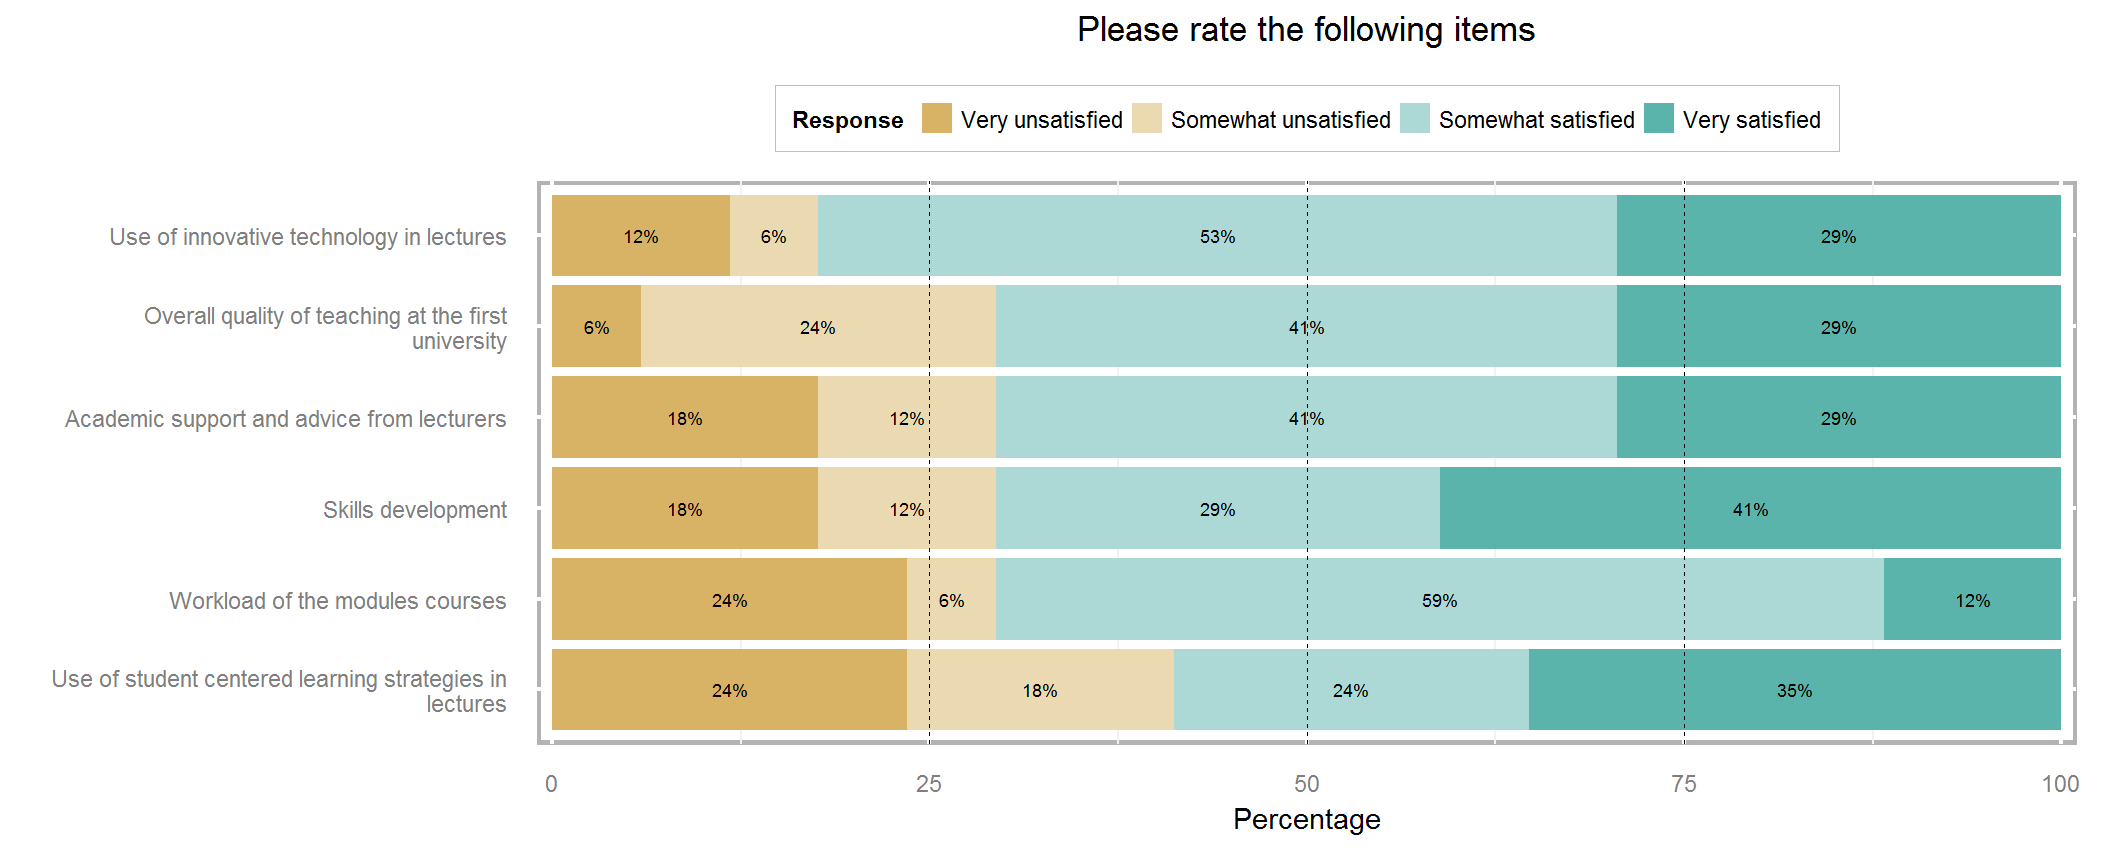 Please rate the following items
Response Very unsatisfied Somewhat unsatisfied Somewhat satisfied Very satisfied
Use of innovative technology in lectures 12% 6% 53% 29%
Overall quality of teaching at the first
university
6% 24% 41% 29%
Academic support and advice from lecturers 18% 12% 41% 29%
Skills development 18% 12% 29% 41%
Workload of the modules courses 24% 6% 59% 12%
Use of student centered learning strategies in
lectures
24% 18% 24% 35%
0 25 50 75 100
Percentage